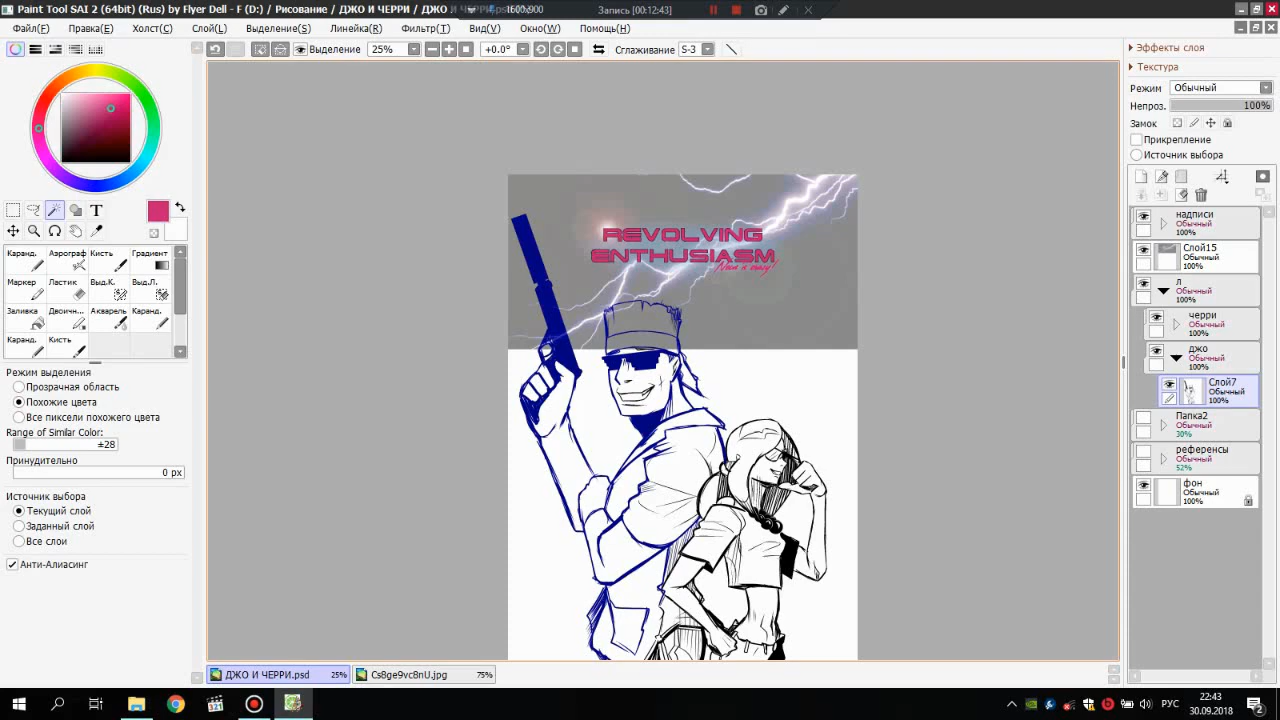 Paint Tool SAI 2 (64bit) (Rus) by Flyer Dell - F (D:) / Рисование / ДЖО И ЧЕРРИ / ДЖО И ЧЕРРИ.psd
1600,900
Запись [12:43]
Файл(F) Правка(E) Холст(C) Слой(L) Выделение(S) Линейка(R) Фильтр(T) Вид(V) Окно(W) Помощь(H)
Выделение 25% +0.0° Сглаживание S-3
Эффекты слоя
Текстура
Режим Обычный
Непроз. 100%
Замок
Прикрепление
Источник выбора
T
Каранд. Аэрограф Кисть Градиент
Маркер Ластик Выд.К. Выд.Л.
Заливка Двоичн... Акварель Каранд.
Каранд. Кисть
Режим выделения
Прозрачная область
Похожие цвета
Все пиксели похожего цвета
Range of Similar Color:
±28
Принудительно
0 px
Источник выбора
Текущий слой
Заданный слой
Все слои
Анти-Алиасинг
REVOLVING
ENTHUSIASM
надписи
Обычный
100%
Слой15
Обычный
100%
л
Обычный
100%
черри
Обычный
100%
джо
Обычный
100%
Слой7
Обычный
100%
Папка2
Обычный
30%
референсы
Обычный
52%
фон
Обычный
100%
ДЖО И ЧЕРРИ.psd 25% Cs8ge9vc8nU.jpg 75%
РУС
22:43
30.09.2018
2